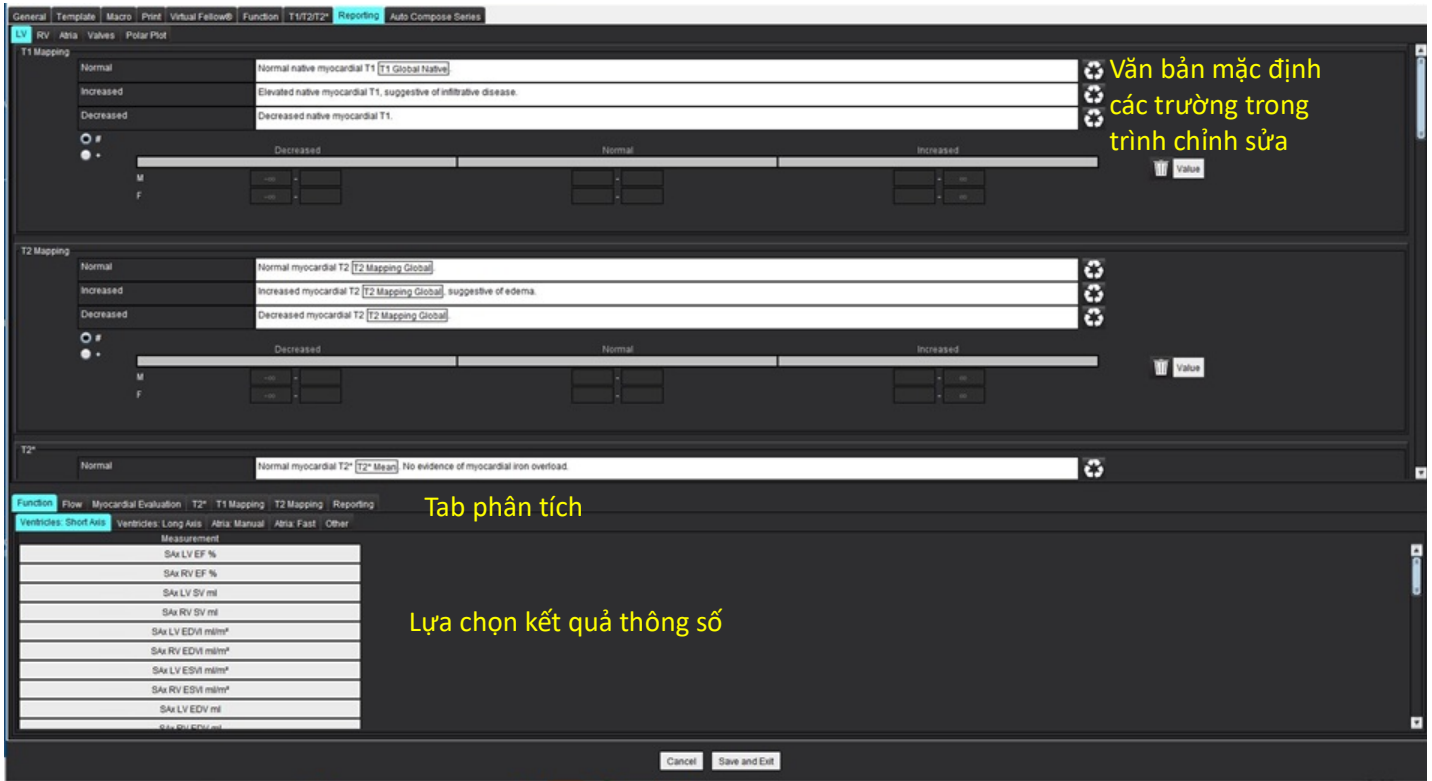 General Template Macro Print Virtual Fellow® Function T1/T2/T2* Reporting Auto Compose Series
LV RV Atria Valves Polar Plot
T1 Mapping
Normal Normal native myocardial T1 T1 Global Native.
Increased Elevated native myocardial T1, suggestive of infiltrative disease.
Decreased Decreased native myocardial T1.
Văn bản mặc định
các trường trong
trình chỉnh sửa
#
Decreased Normal Increased
Value
M -∞ - - - ∞
F -∞ - - - ∞
T2 Mapping
Normal Normal myocardial T2 T2 Mapping Global.
Increased Increased myocardial T2 T2 Mapping Global, suggestive of edema.
Decreased Decreased myocardial T2 T2 Mapping Global.
#
Decreased Normal Increased
Value
M -∞ - - - ∞
F -∞ - - - ∞
T2*
Normal Normal myocardial T2* T2* Mean. No evidence of myocardial iron overload.
Function Flow Myocardial Evaluation T2* T1 Mapping T2 Mapping Reporting
Tab phân tích
Ventricles: Short Axis Ventricles: Long Axis Atria: Manual Atria: Fast Other
Measurement
SAx LV EF %
SAx RV EF %
SAx LV SV ml
SAx RV SV ml
Lựa chọn kết quả thông số
SAx LV EDVI ml/m²
SAx RV EDVI ml/m²
SAx LV ESVI ml/m²
SAx RV ESVI ml/m²
SAx LV EDV ml
SAx RV EDV ml
Cancel Save and Exit